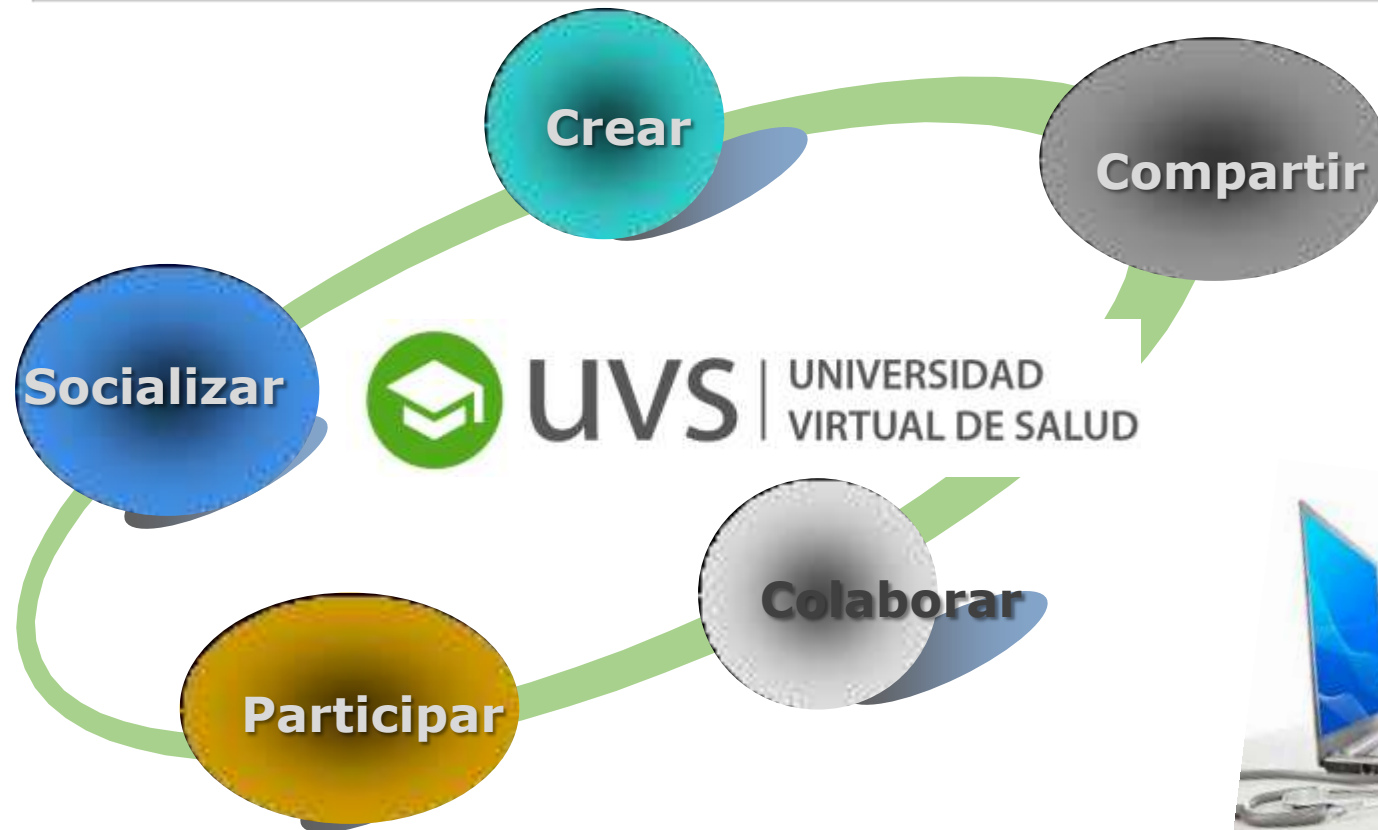 Crear
Compartir
Socializar
UVS
UNIVERSIDAD
VIRTUAL DE SALUD
Colaborar
Participar